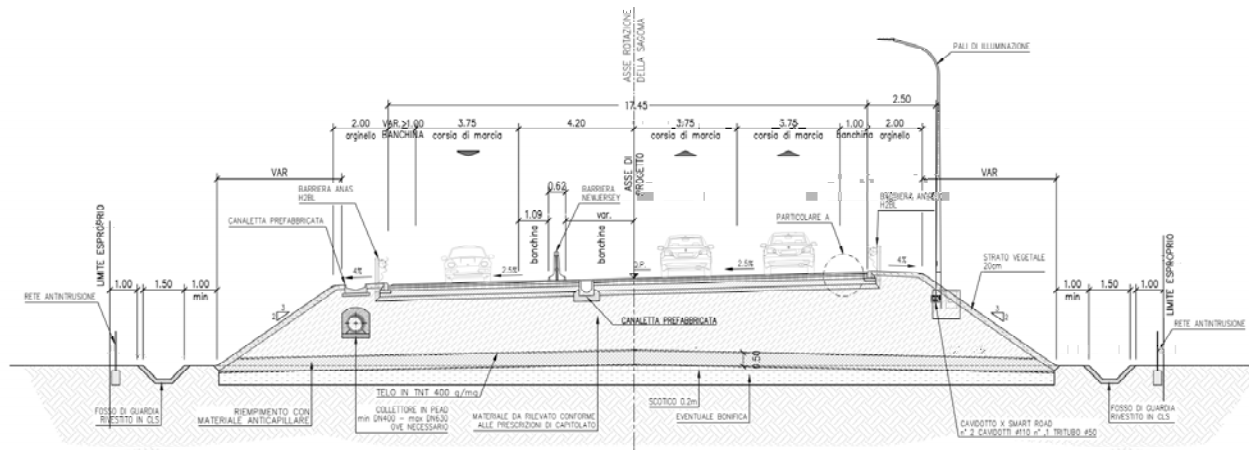 ASSE ROTAZIONE
DELLA SAGOMA
PALI DI ILLUMINAZIONE
17.45
2.50
2.00
VAR. ≥1.00
3.75
4.20
3.75
3.75
1.00
2.00
arginello
BANCHINA
corsia di marcia
corsia di marcia
corsia di marcia
banchina
arginello
VAR
ASSE DI
PROGETTO
VAR
BARRIERA ANAS
H2BL
0.62
BARRIERA
NEWJERSEY
H2BL
CANALETTA PREFABBRICATA
1.09
var.
PARTICOLARE A
banchina
banchina
LIMITE ESPROPRIO
4%
2.5%
2.5%
4%
STRATO VEGETALE
20cm
LIMITE ESPROPRIO
1.00
1.50
1.00
min
1.00
min
1.50
1.00
RETE ANTINTRUSIONE
RETE ANTINTRUSIONE
CANALETTA PREFABBRICATA
0.50
TELO IN TNT 400 g/mq
SCOTICO 0.2m
FOSSO DI GUARDIA
RIVESTITO IN CLS
RIEMPIMENTO CON
MATERIALE ANTICAPILLARE
COLLETTORE IN PEAD
min DN400 - max DN630
OVE NECESSARIO
MATERIALE DA RILEVATO CONFORME
ALLE PRESCRIZIONI DI CAPITOLATO
EVENTUALE BONIFICA
FOSSO DI GUARDIA
RIVESTITO IN CLS
CAVIDOTTO X SMART ROAD
n° 2 CAVIDOTTI ø110 n° 1 TRITUBO ø50